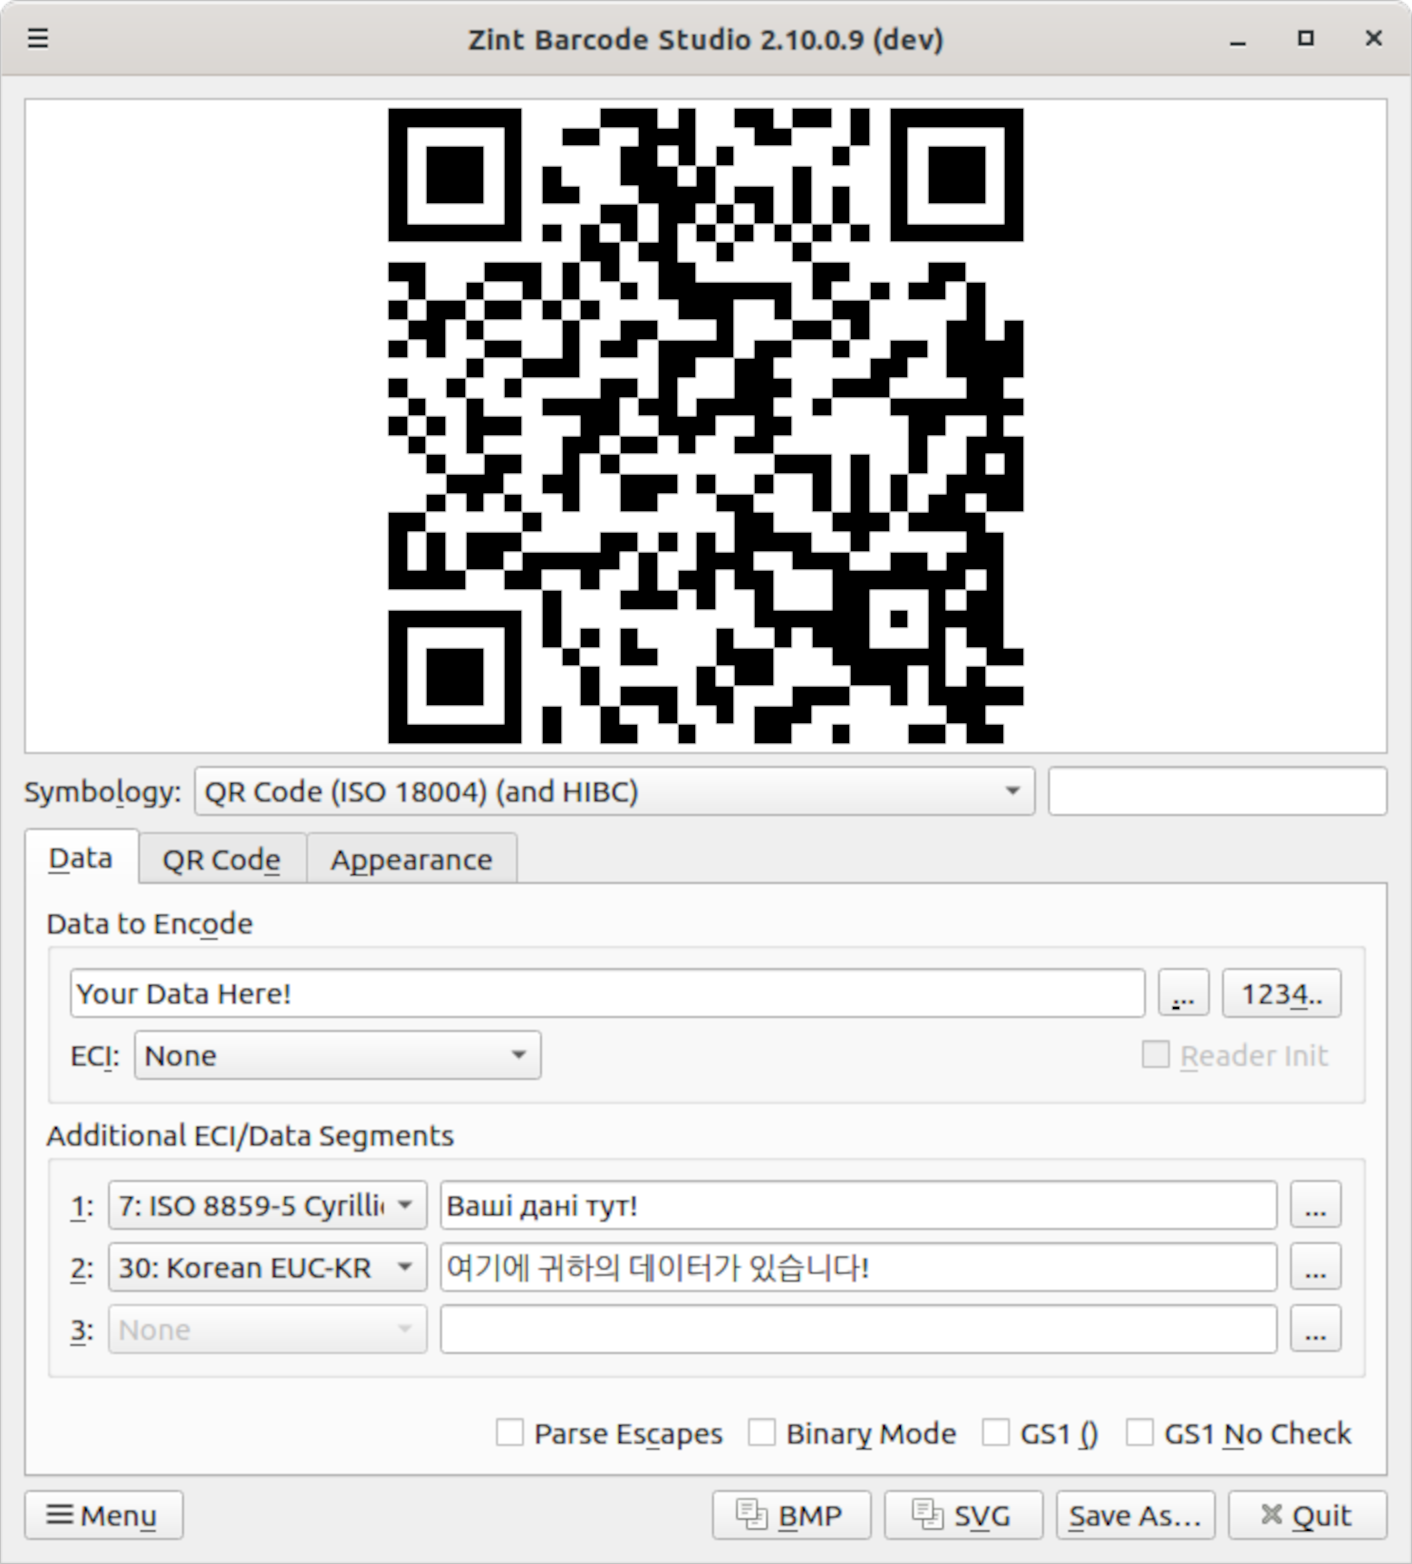 Zint Barcode Studio 2.10.0.9 (dev)
Symbology: QR Code (ISO 18004) (and HIBC)
Data QR Code Appearance
Data to Encode
Your Data Here! ... 1234..
ECI: None Reader Init
Additional ECI/Data Segments
1: 7: ISO 8859-5 Ваші дані тут! ...
2: 30: Korean EUC-KR 여기에 귀하의 데이터가 있습니다! ...
3: None ...
Parse Escapes Binary Mode GS1 () GS1 No Check
Menu BMP SVG Save As... Quit